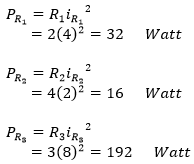 P_{R_1} = R_1 i_{R_1}^2
= 2(4)^2 = 32 Watt
P_{R_2} = R_2 i_{R_2}^2
= 4(2)^2 = 16 Watt
P_{R_3} = R_3 i_{R_3}^2
= 3(8)^2 = 192 Watt